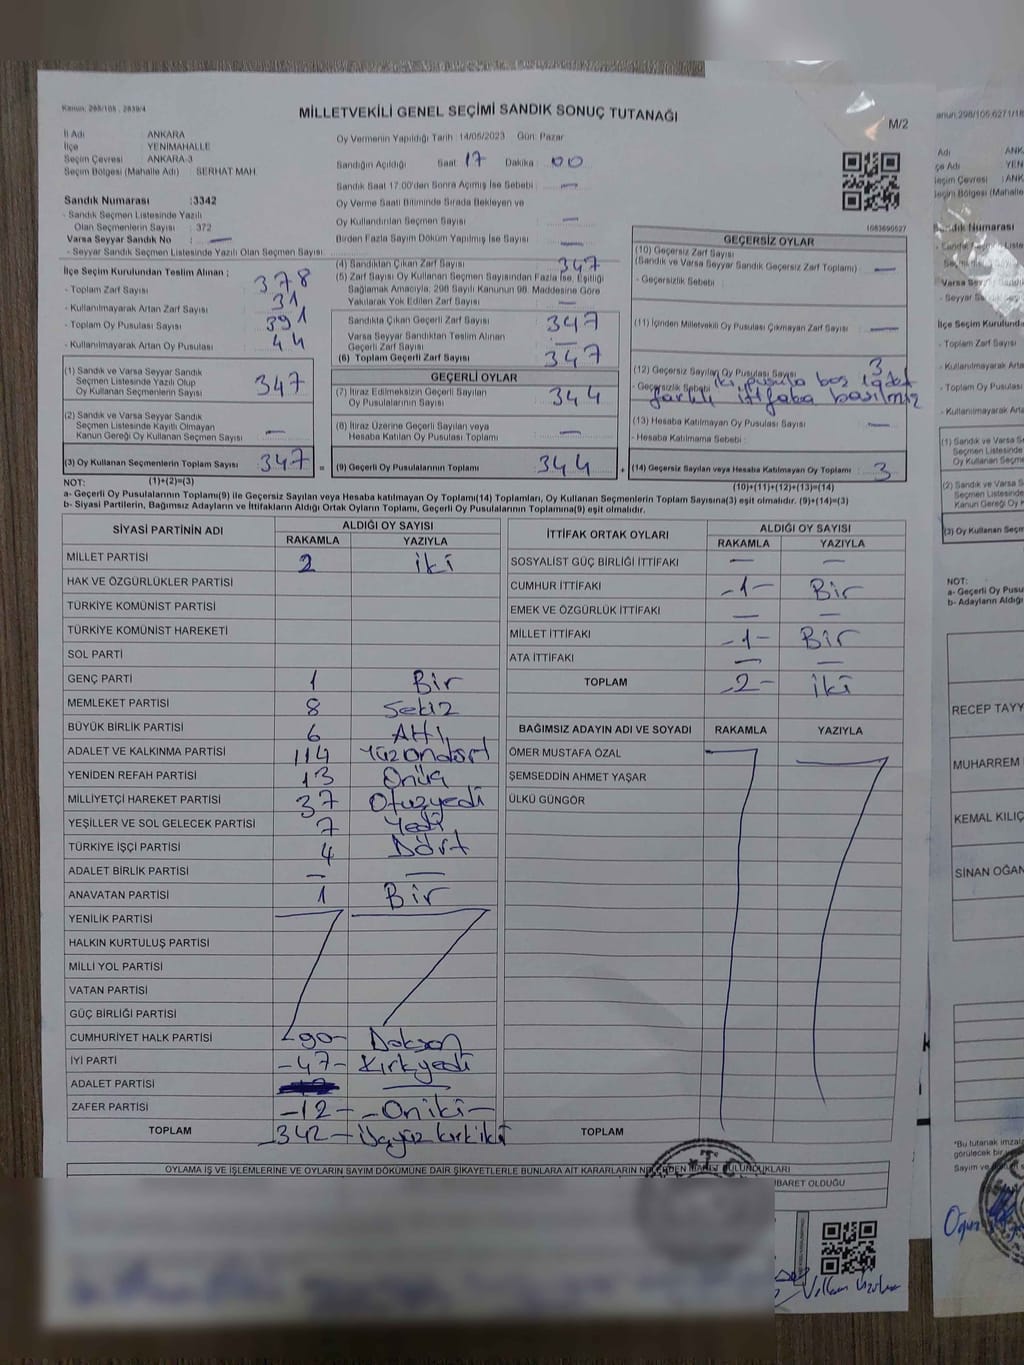 Kanun: 298/105 , 2839/4
MİLLETVEKİLİ GENEL SEÇİMİ SANDIK SONUÇ TUTANAĞI
M/2
İl Adı : ANKARA
İlçe : YENİMAHALLE
Seçim Çevresi : ANKARA-3
Seçim Bölgesi (Mahalle Adı) : SERHAT MAH.
Sandık Numarası :3342
- Sandık Seçmen Listesinde Yazılı
Olan Seçmenlerin Sayısı : 372
Varsa Seyyar Sandık No : —
- Seyyar Sandık Seçmen Listesinde Yazılı Olan Seçmen Sayısı :
Oy Vermenin Yapıldığı Tarih :14/05/2023 Gün: Pazar
Sandığın Açıldığı Saat 17 Dakika 00
Sandık Saat 17.00'den Sonra Açılmış İse Sebebi : —
Oy Verme Saati Bitiminde Sırada Bekleyen ve
Oy Kullandırılan Seçmen Sayısı : —
Birden Fazla Sayım Döküm Yapılmış İse Sayısı : —
1083690527
İlçe Seçim Kurulundan Teslim Alınan ;
- Toplam Zarf Sayısı : 378
- Kullanılmayarak Artan Zarf Sayısı : 31
- Toplam Oy Pusulası Sayısı : 391
- Kullanılmayarak Artan Oy Pusulası : 44
(1) Sandık ve Varsa Seyyar Sandık
Seçmen Listesinde Yazılı Olup
Oy Kullanan Seçmenlerin Sayısı : 347
(2) Sandık ve Varsa Seyyar Sandık
Seçmen Listesinde Kayıtlı Olmayan
Kanun Gereği Oy Kullanan Seçmen Sayısı : —
(3) Oy Kullanan Seçmenlerin Toplam Sayısı : 347 =
(4) Sandıktan Çıkan Zarf Sayısı : 347
(5) Zarf Sayısı Oy Kullanan Seçmen Sayısından Fazla İse, Eşitliği
Sağlamak Amacıyla; 298 Sayılı Kanunun 98. Maddesine Göre
Yakılarak Yok Edilen Zarf Sayısı : —
Sandıkta Çıkan Geçerli Zarf Sayısı : 347
Varsa Seyyar Sandıktan Teslim Alınan
Geçerli Zarf Sayısı : —
(6) Toplam Geçerli Zarf Sayısı : 347
GEÇERLİ OYLAR
(7) İtiraz Edilmeksizin Geçerli Sayılan
Oy Pusulasının Sayısı : 344
(8) İtiraz Üzerine Geçerli Sayılan veya
Hesaba Katılan Oy Pusulası Toplamı : —
(9) Geçerli Oy Pusulalarının Toplamı : 344 +
GEÇERSİZ OYLAR
(10) Geçersiz Zarf Sayısı
(Sandık ve Varsa Seyyar Sandık Geçersiz Zarf Toplamı) : —
- Geçersizlik Sebebi :
(11) İçinden Milletvekili Oy Pusulası Çıkmayan Zarf Sayısı : —
(12) Geçersiz Sayılan Oy Pusulası Sayısı : 3
- Geçersizlik Sebebi : iki pusula boş 1 adet
farklı ittifaba basılmış
(13) Hesaba Katılmayan Oy Pusulası Sayısı : —
- Hesaba Katılmama Sebebi :
(14) Geçersiz Sayılan veya Hesaba Katılmayan Oy Toplamı : 3
NOT: (1)+(2)=(3) (10)+(11)+(12)+(13)=(14)
a- Geçerli Oy Pusulalarının Toplamı(9) ile Geçersiz Sayılan veya Hesaba katılmayan Oy Toplamı(14) Toplamları, Oy Kullanan Seçmenlerin Toplam Sayısına(3) eşit olmalıdır. (9)+(14)=(3)
b- Siyasi Partilerin, Bağımsız Adayların ve İttifakların Aldığı Ortak Oyların Toplamı, Geçerli Oy Pusulalarının Toplamına(9) eşit olmalıdır.
SİYASİ PARTİNİN ADI ALDIĞI OY SAYISI
RAKAMLA YAZIYLA
MİLLET PARTİSİ 2 iki
HAK VE ÖZGÜRLÜKLER PARTİSİ
TÜRKİYE KOMÜNİST PARTİSİ
TÜRKİYE KOMÜNİST HAREKETİ
SOL PARTİ
GENÇ PARTİ 1 Bir
MEMLEKET PARTİSİ 8 Sekiz
BÜYÜK BİRLİK PARTİSİ 6 Altı
ADALET VE KALKINMA PARTİSİ 114 Yüzondört
YENİDEN REFAH PARTİSİ 13 Onüç
MİLLİYETÇİ HAREKET PARTİSİ 37 Otuzyedi
YEŞİLLER VE SOL GELECEK PARTİSİ 7 Yedi
TÜRKİYE İŞÇİ PARTİSİ 4 Dört
ADALET BİRLİK PARTİSİ — —
ANAVATAN PARTİSİ 1 Bir
YENİLİK PARTİSİ
HALKIN KURTULUŞ PARTİSİ
MİLLİ YOL PARTİSİ
VATAN PARTİSİ
GÜÇ BİRLİĞİ PARTİSİ
CUMHURİYET HALK PARTİSİ 90- Doksan
İYİ PARTİ -47- Kırkyedi
ADALET PARTİSİ —
ZAFER PARTİSİ -12- -Oniki-
TOPLAM -342- Üçyüz kırkiki
İTTİFAK ORTAK OYLARI ALDIĞI OY SAYISI
RAKAMLA YAZIYLA
SOSYALİST GÜÇ BİRLİĞİ İTTİFAKI — —
CUMHUR İTTİFAKI -1- Bir
EMEK VE ÖZGÜRLÜK İTTİFAKI — —
MİLLET İTTİFAKI -1- Bir
ATA İTTİFAKI — —
TOPLAM -2- iki
BAĞIMSIZ ADAYIN ADI VE SOYADI RAKAMLA YAZIYLA
ÖMER MUSTAFA ÖZAL
ŞEMSEDDİN AHMET YAŞAR
ÜLKÜ GÜNGÖR
TOPLAM
OYLAMA İŞ VE İŞLEMLERİNE VE OYLARIN SAYIM DÖKÜMÜNE DAİR ŞİKAYETLERLE BUNLARA AİT KARARLARIN NELERDEN İBARET BULUNDUKLARI
İBARET OLDUĞU
anun:298/105,6271/18
Adı : ANK
çe Adı : YEN
eçim Çevresi : ANK
eçim Bölgesi (Mahalle
andık Numarası
Varsa Se
- Seyyar
İlçe Seçim Kurulund
- Toplam Zarf Sayısı
- Kullanılmayarak Arta
- Toplam Oy Pusulası
- Kullanılmayarak Arta
(1) Sandık ve Varsa S
Seçmen Listesinde
Oy Kullanan Seçme
(2) Sandık ve Varsa S
Seçmen Listesinde
Kanun Gereği Oy K
(3) Oy Kullanan Seçmen
NOT:
a- Geçerli Oy Pusu
b- Adayların Aldığı
RECEP TAYY
MUHARREM
KEMAL KILIÇ
SİNAN OĞAN
*Bu tutanak imzala
görülecek bir
Sayım ve
Oğuz